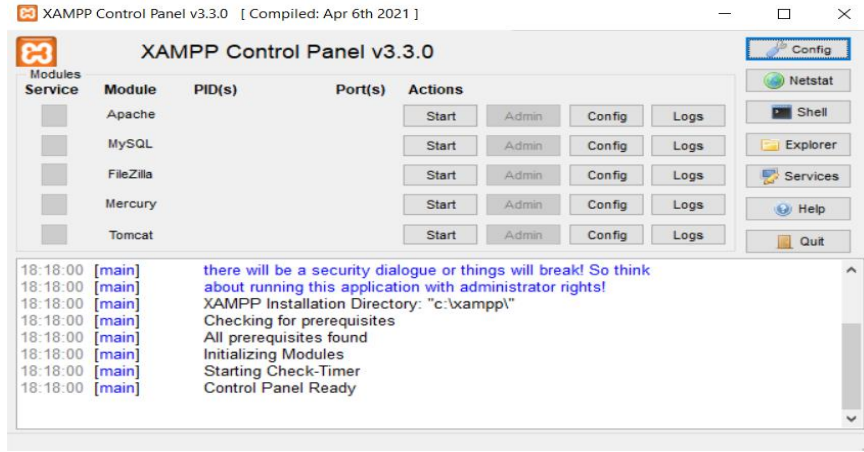 XAMPP Control Panel v3.3.0 [ Compiled: Apr 6th 2021 ]
XAMPP Control Panel v3.3.0
Config
Modules
Service Module PID(s) Port(s) Actions
Netstat
Apache Start Admin Config Logs
Shell
MySQL Start Admin Config Logs
Explorer
FileZilla Start Admin Config Logs
Services
Mercury Start Admin Config Logs
Help
Tomcat Start Admin Config Logs
Quit
18:18:00 [main] there will be a security dialogue or things will break! So think
18:18:00 [main] about running this application with administrator rights!
18:18:00 [main] XAMPP Installation Directory: "c:\xampp\"
18:18:00 [main] Checking for prerequisites
18:18:00 [main] All prerequisites found
18:18:00 [main] Initializing Modules
18:18:00 [main] Starting Check-Timer
18:18:00 [main] Control Panel Ready